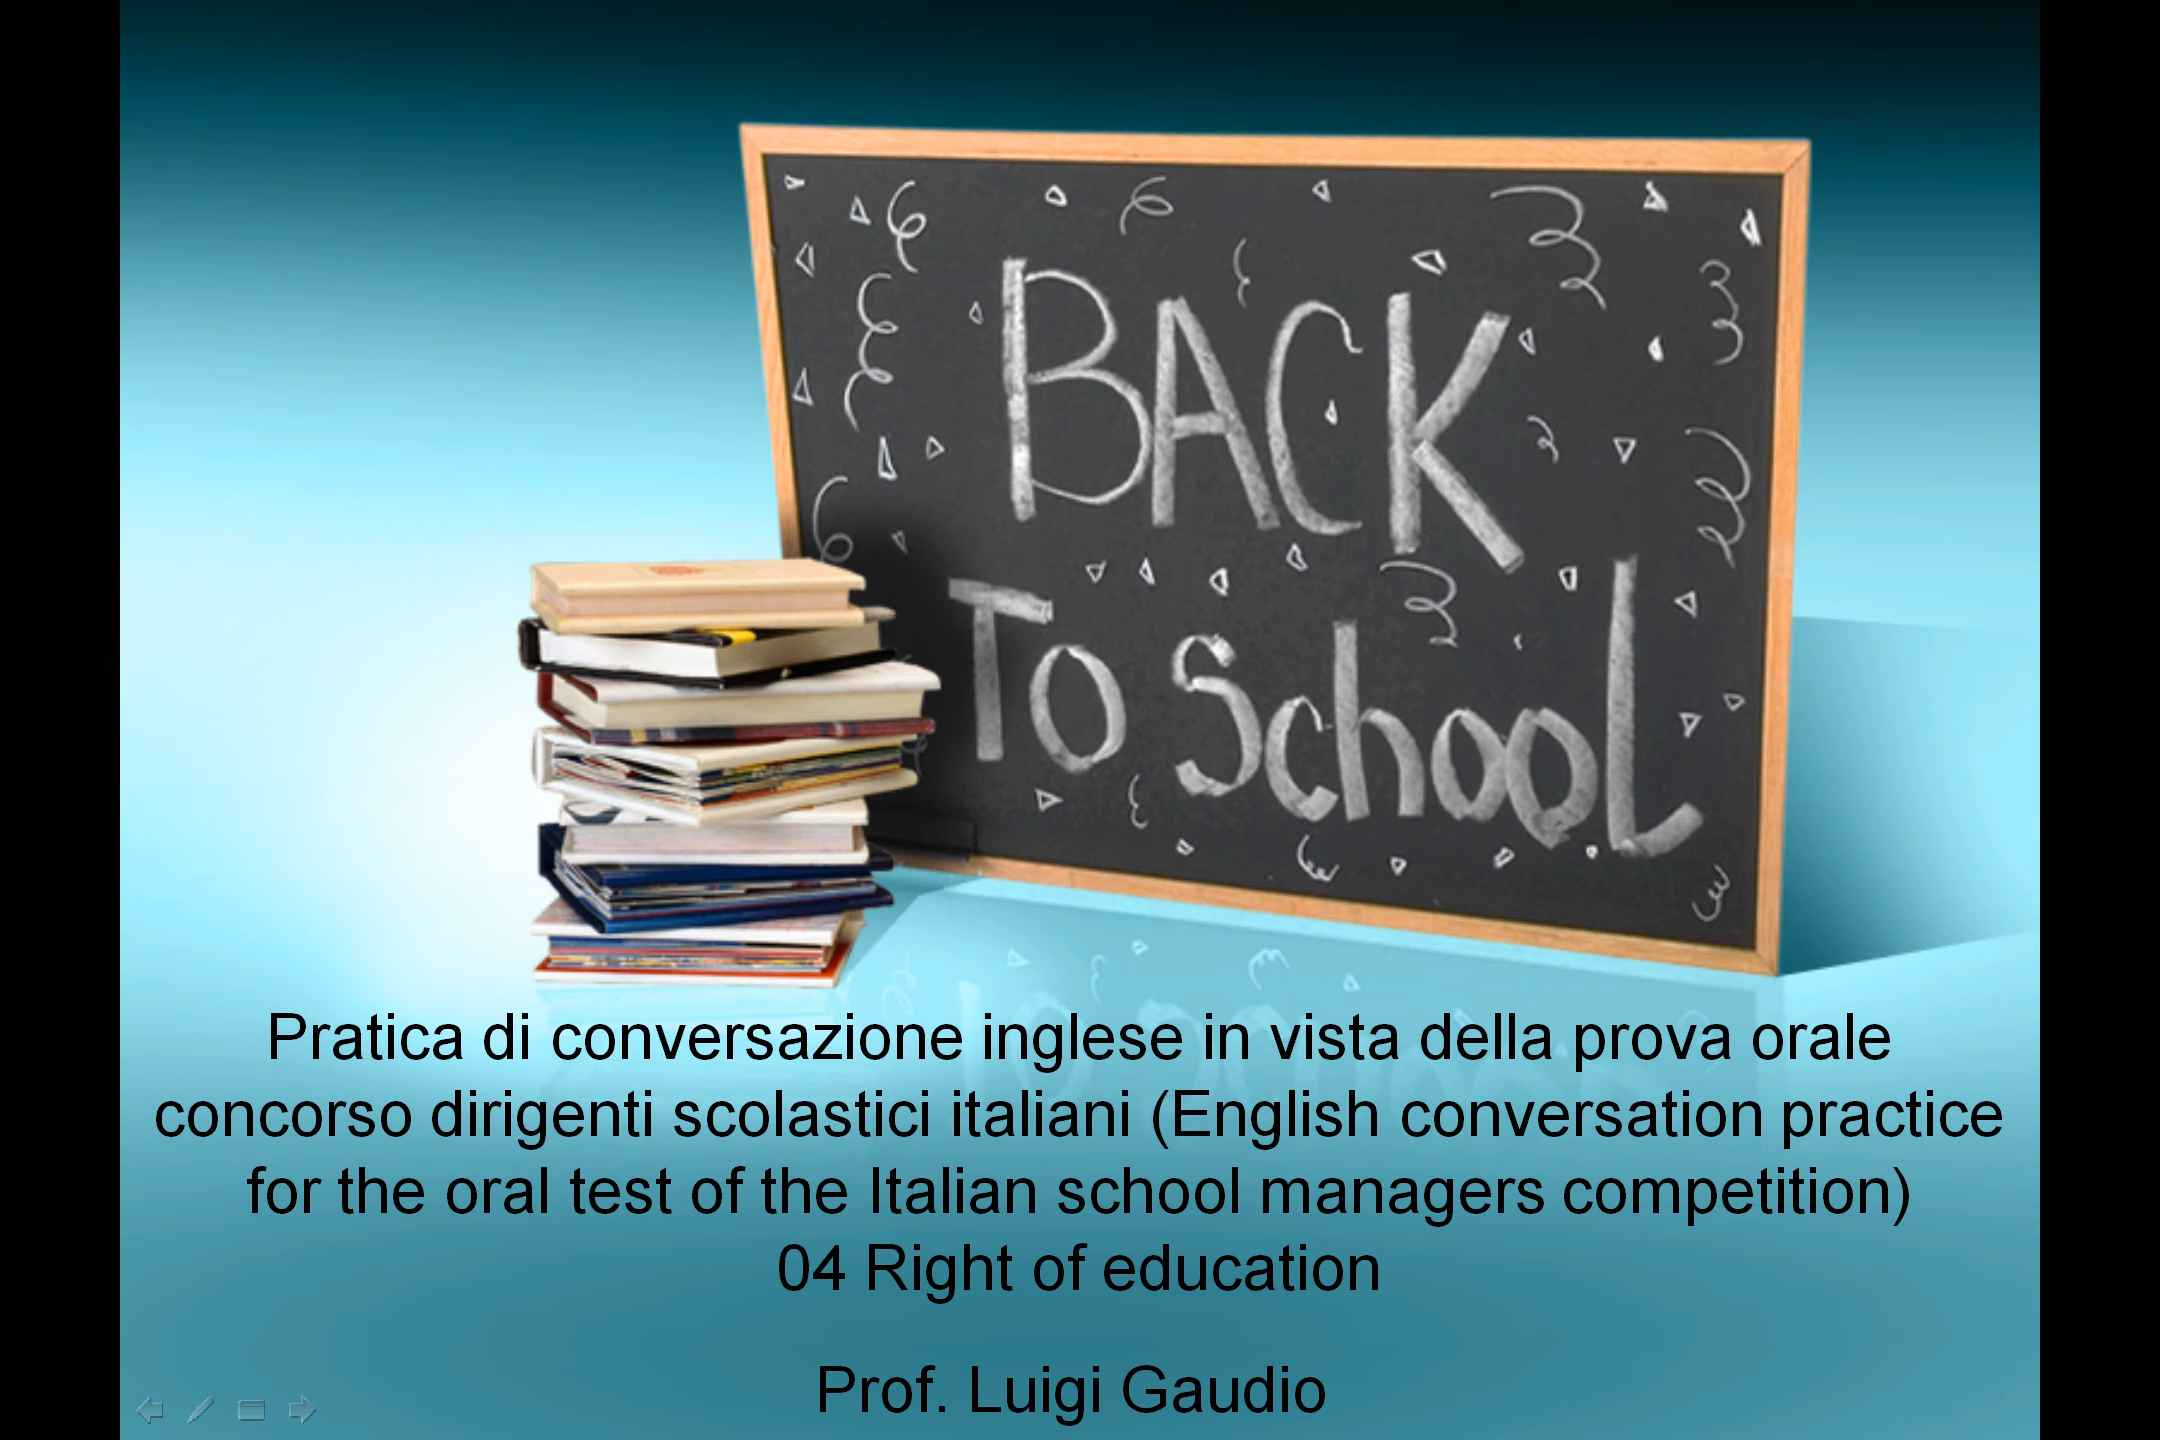 BACK
To School
Pratica di conversazione inglese in vista della prova orale
concorso dirigenti scolastici italiani (English conversation practice
for the oral test of the Italian school managers competition)
04 Right of education
Prof. Luigi Gaudio